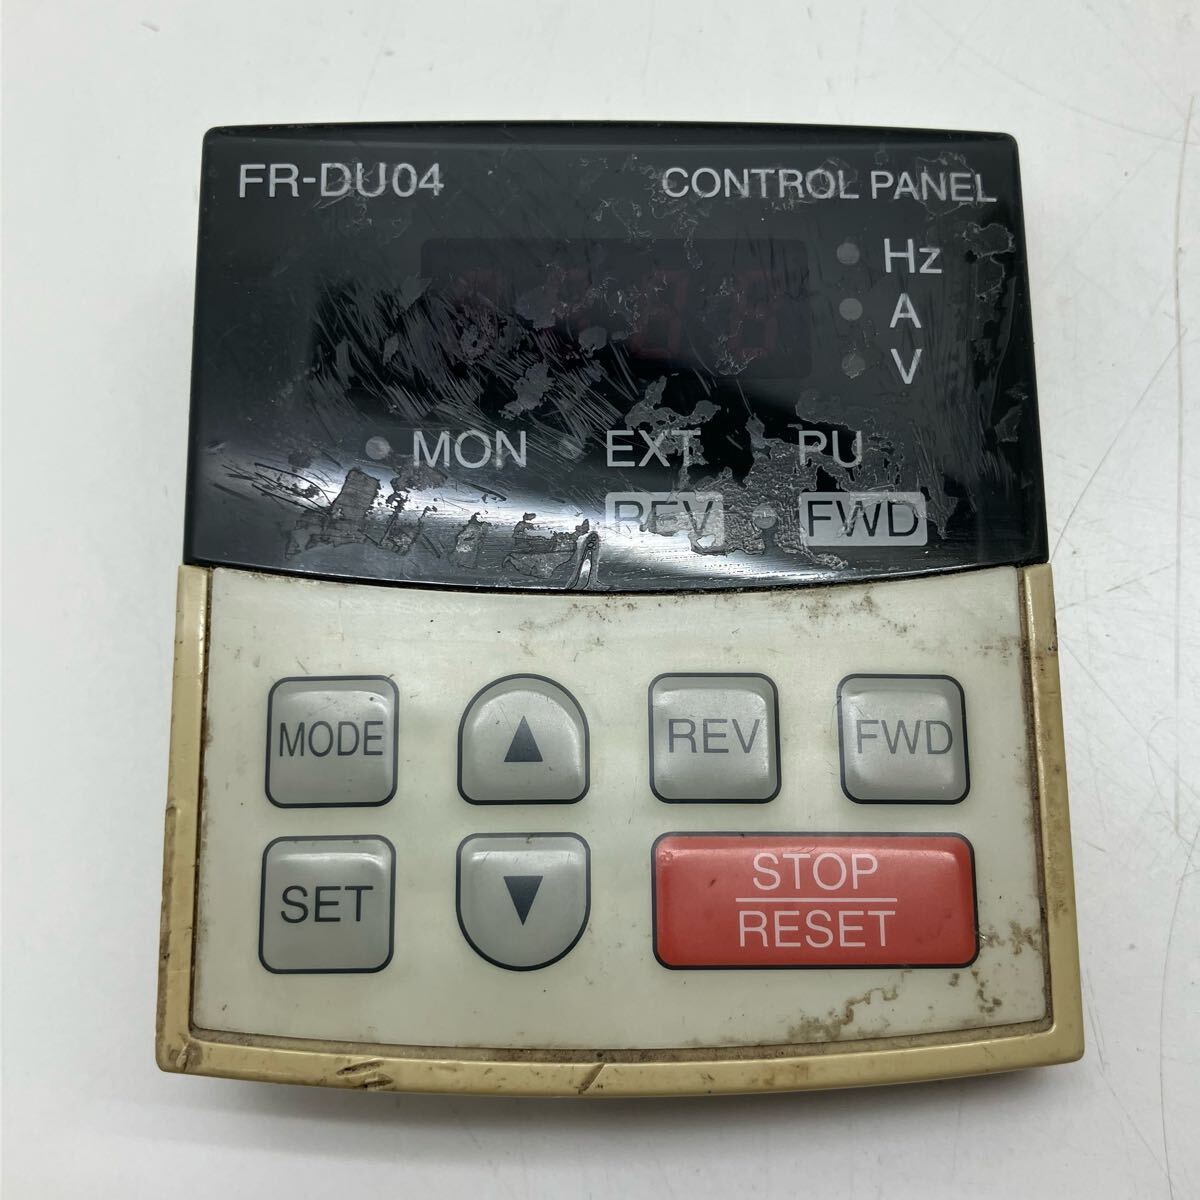 FR-DU04 CONTROL PANEL
Hz
A
V
MON EXT PU
REV FWD
MODE ▲ REV FWD
SET ▼ STOP
RESET